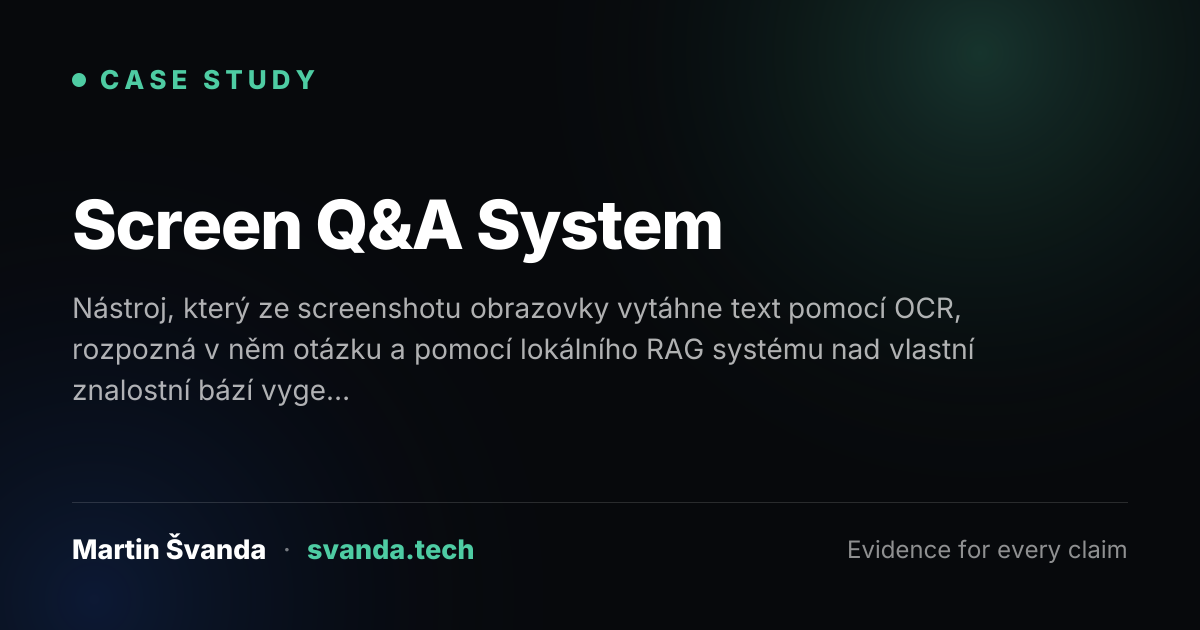 CASE STUDY
Screen Q&A System
Nástroj, který ze screenshotu obrazovky vytáhne text pomocí OCR,
rozpozná v něm otázku a pomocí lokálního RAG systému nad vlastní
znalostní bází vyge...
Martin Švanda · svanda.tech
Evidence for every claim